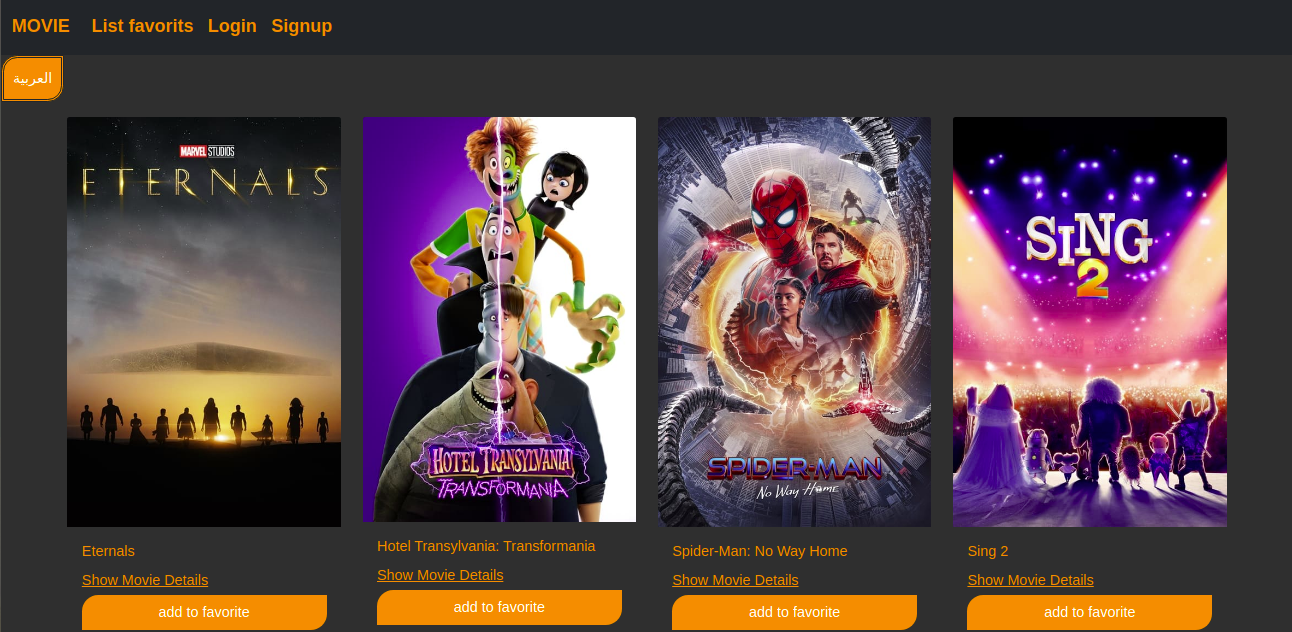 MOVIE List favorits Login Signup
العربية
MARVEL STUDIOS
ETERNALS
HOTEL TRANSYLVANIA
TRANSFORMANIA
SPIDER-MAN
No Way Home
SING
2
Eternals
Show Movie Details
add to favorite
Hotel Transylvania: Transformania
Show Movie Details
add to favorite
Spider-Man: No Way Home
Show Movie Details
add to favorite
Sing 2
Show Movie Details
add to favorite